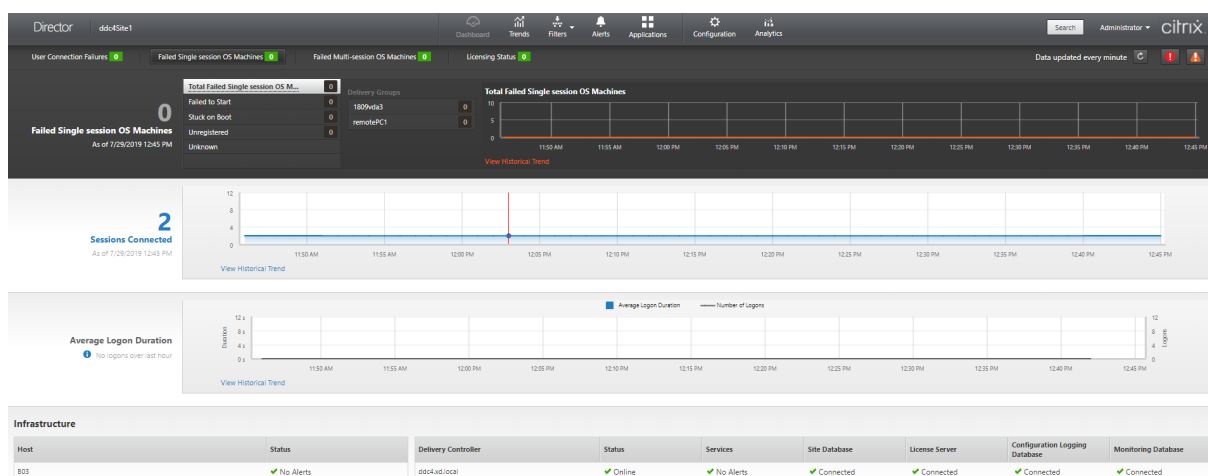 Director ddc4Site1 Dashboard Trends Filters Alerts Applications Configuration Analytics Search Administrator citrix
User Connection Failures 0 Failed Single session OS Machines 0 Failed Multi-session OS Machines 0 Licensing Status 0 Data updated every minute
0
Failed Single session OS Machines
As of 7/29/2019 12:45 PM
Total Failed Single session OS M... 0
Failed to Start 0
Stuck on Boot 0
Unregistered 0
Unknown
Delivery Groups
1809vda3 0
remotePC1 0
Total Failed Single session OS Machines
10
5
0
11:50 AM 11:55 AM 12:00 PM 12:05 PM 12:10 PM 12:15 PM 12:20 PM 12:25 PM 12:30 PM 12:35 PM 12:40 PM 12:45 PM
View Historical Trend
2
Sessions Connected
As of 7/29/2019 12:45 PM
12
8
4
0
11:50 AM 11:55 AM 12:00 PM 12:05 PM 12:10 PM 12:15 PM 12:20 PM 12:25 PM 12:30 PM 12:35 PM 12:40 PM 12:45 PM
View Historical Trend
Average Logon Duration
No logons over last hour
Average Logon Duration Number of Logons
Duration
12 s
8 s
4 s
0 s
12
8
4
0
Logons
11:50 AM 11:55 AM 12:00 PM 12:05 PM 12:10 PM 12:15 PM 12:20 PM 12:25 PM 12:30 PM 12:35 PM 12:40 PM 12:45 PM
View Historical Trend
Infrastructure
Host Status Delivery Controller Status Services Site Database License Server Configuration Logging Database Monitoring Database
B03 No Alerts ddc4.xd.local Online No Alerts Connected Connected Connected Connected